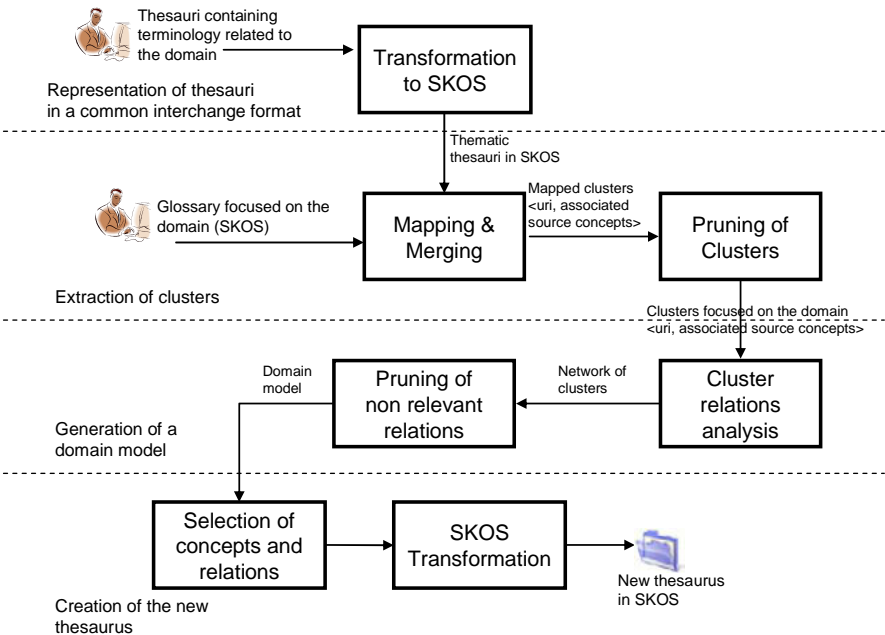 Thesauri containing
terminology related to
the domain
Transformation
to SKOS
Representation of thesauri
in a common interchange format
Thematic
thesauri in SKOS
Mapped clusters
<uri, associated
source concepts>
Glossary focused on the
domain (SKOS)
Mapping &
Merging
Pruning of
Clusters
Extraction of clusters
Clusters focused on the domain
<uri, associated source concepts>
Domain
model
Pruning of
non relevant
relations
Network of
clusters
Cluster
relations
analysis
Generation of a
domain model
Selection of
concepts and
relations
SKOS
Transformation
New thesaurus
in SKOS
Creation of the new
thesaurus